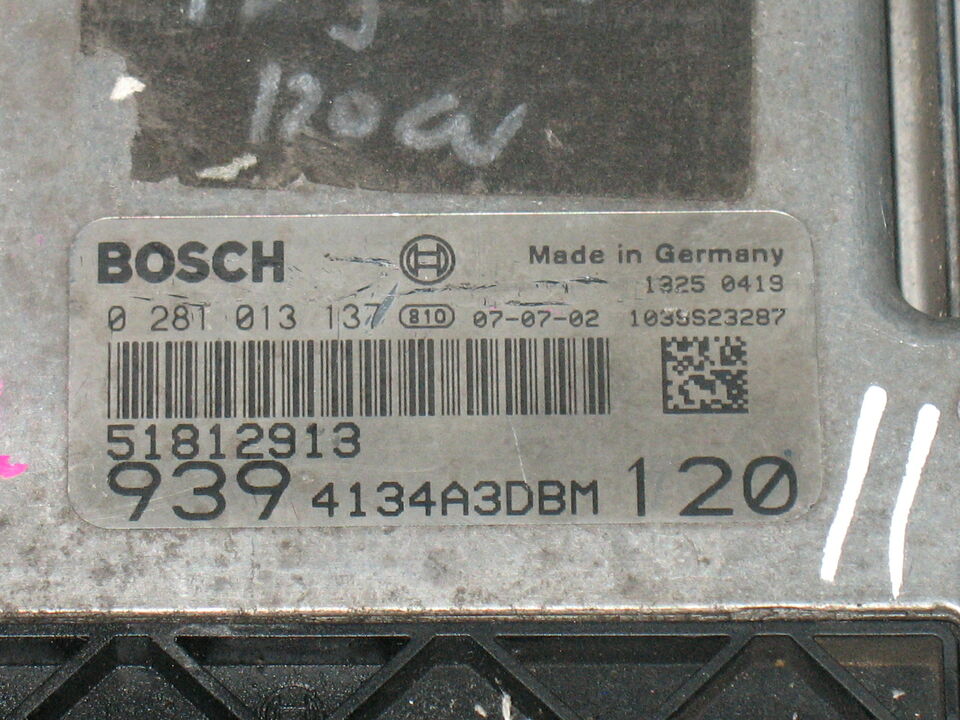 120 CV
BOSCH Made in Germany
1325 0419
0 281 013 137 810 07-07-02 1039S23287
51812913
939 4134A3DBM 120